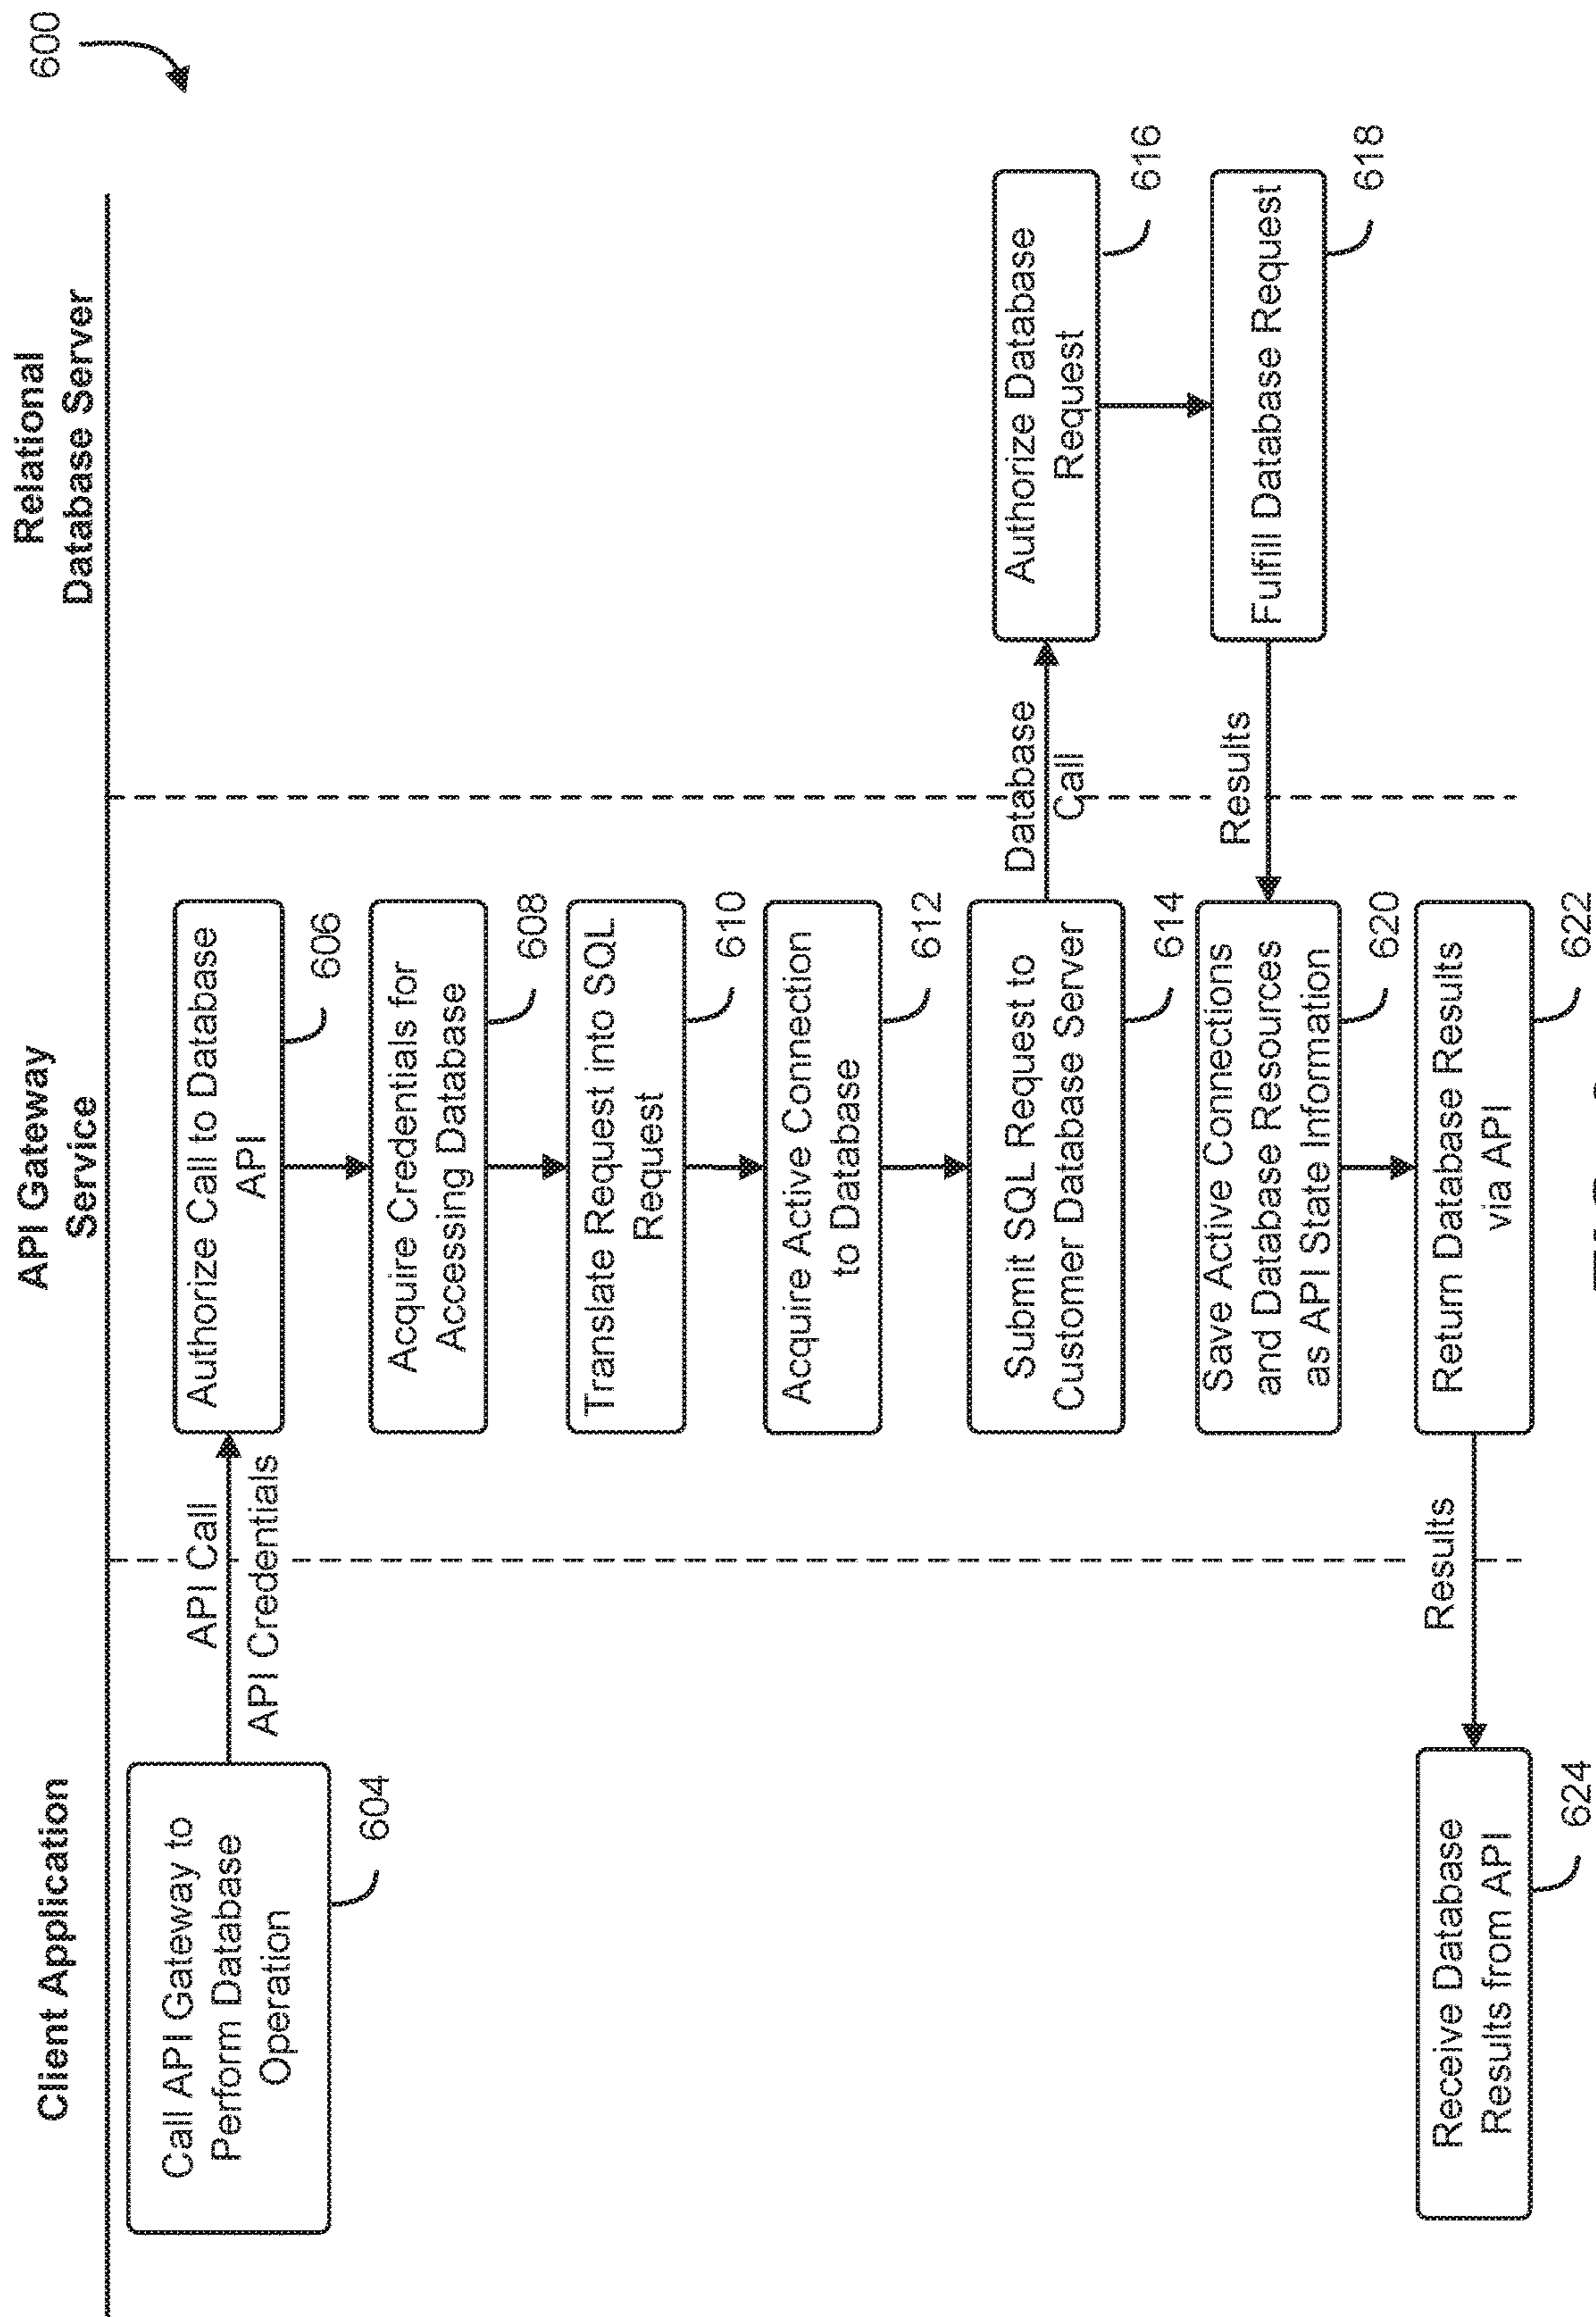 600
Client Application
API Gateway
Service
Relational
Database Server
Call API Gateway to
Perform Database
Operation
604
API Call
API Credentials
Authorize Call to Database
API
606
Acquire Credentials for
Accessing Database
608
Translate Request into SQL
Request
610
Acquire Active Connection
to Database
612
Submit SQL Request to
Customer Database Server
614
Database
Call
Authorize Database
Request
616
Fulfill Database Request
618
Results
Save Active Connections
and Database Resources
as API State Information
620
Return Database Results
via API
622
Results
Receive Database
Results from API
624